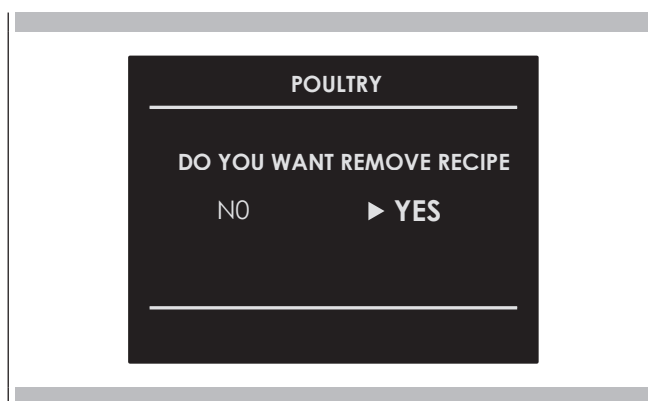 POULTRY
DO YOU WANT REMOVE RECIPE
N0 ▶ YES